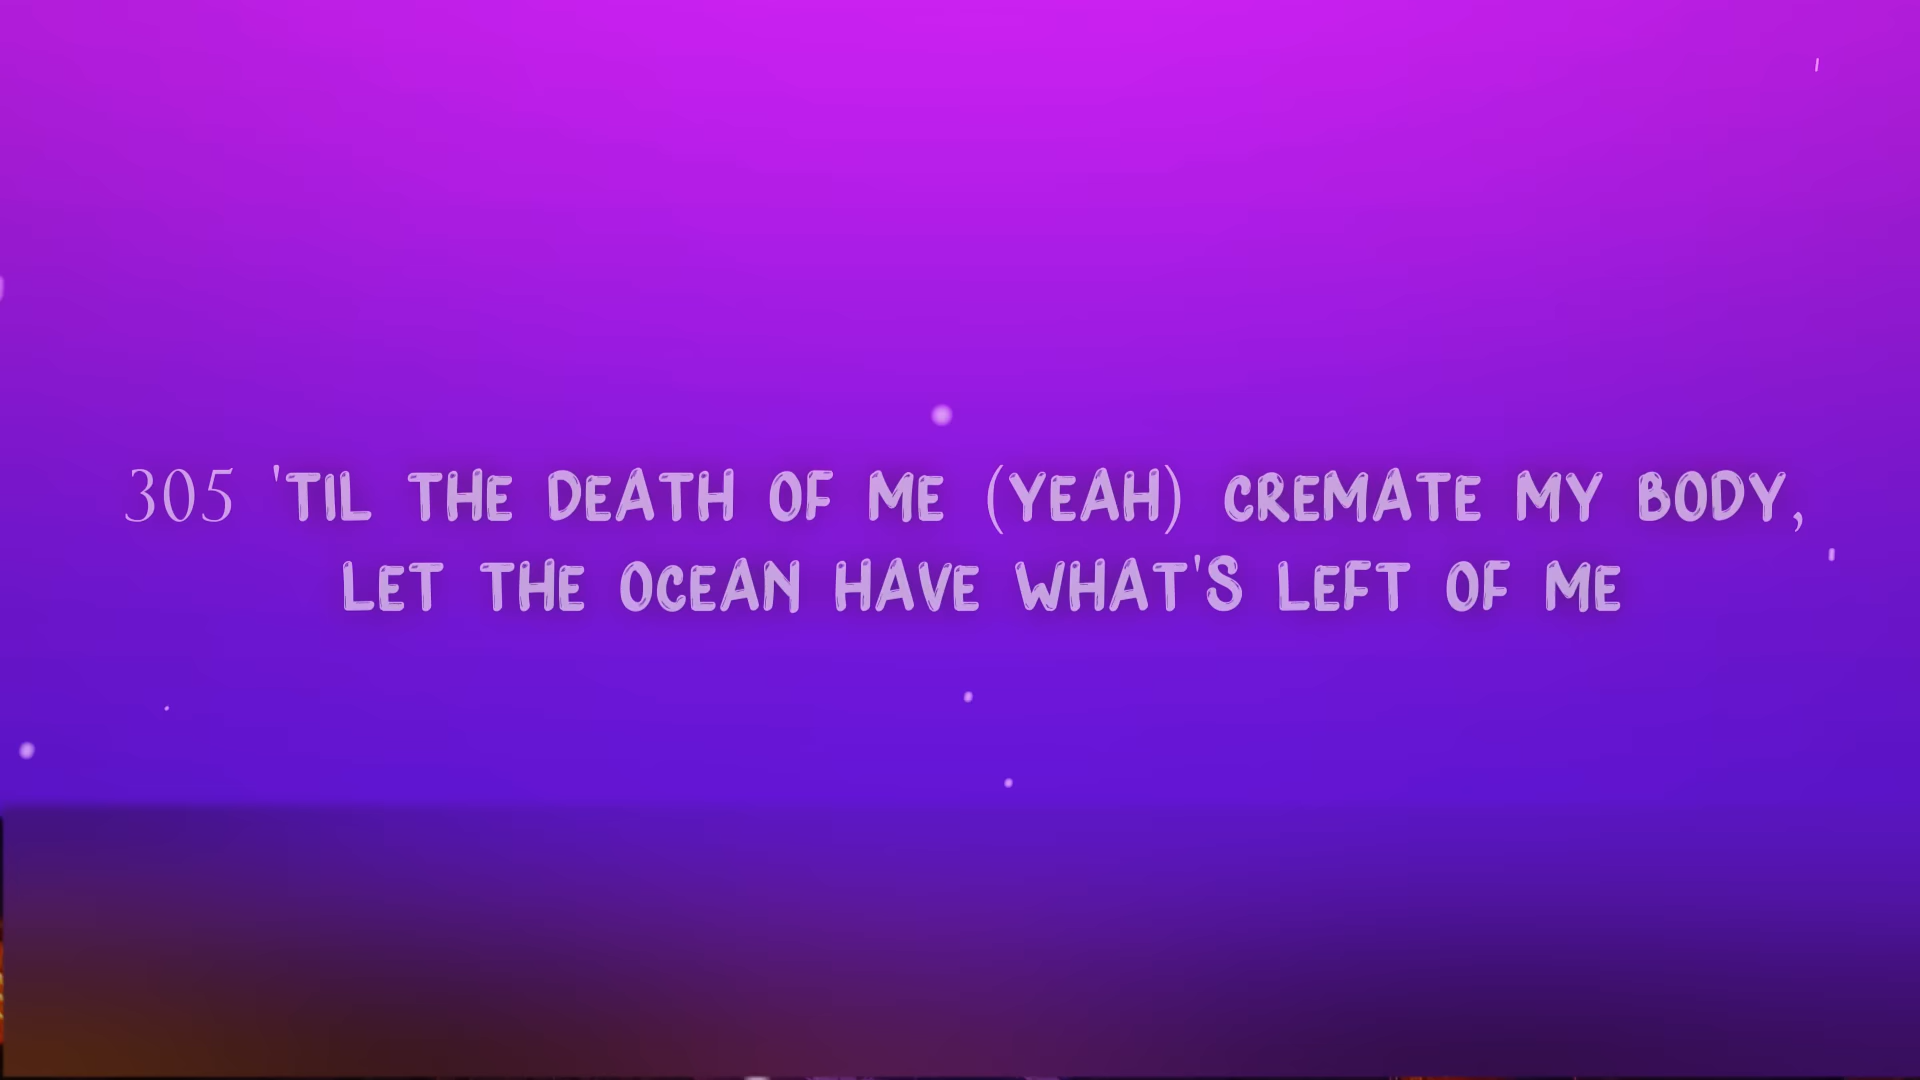 305 'TIL THE DEATH OF ME (YEAH) CREMATE MY BODY,
LET THE OCEAN HAVE WHAT'S LEFT OF ME